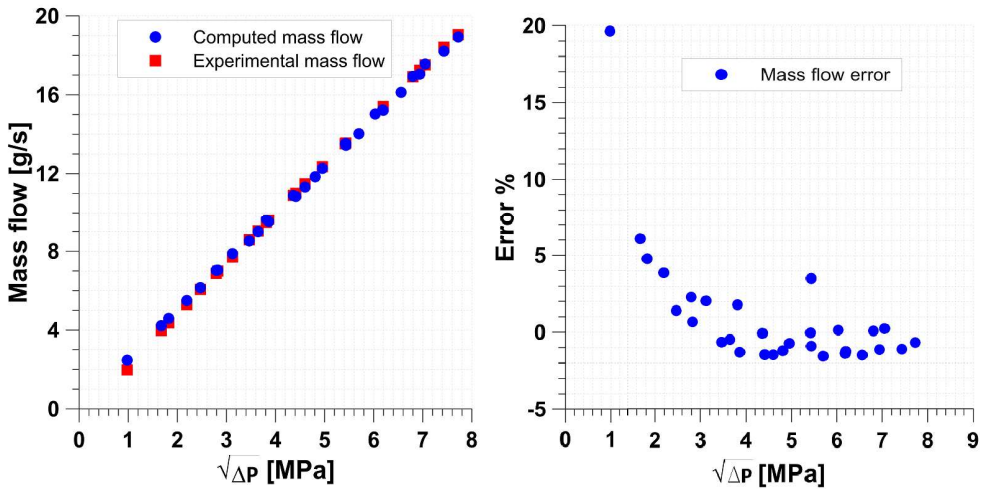 20
16
12
8
4
0
Mass flow [g/s]
Computed mass flow
Experimental mass flow
0 1 2 3 4 5 6 7 8
√ΔP [MPa]
20
15
10
5
0
-5
Error %
Mass flow error
0 1 2 3 4 5 6 7 8 9
√ΔP [MPa]